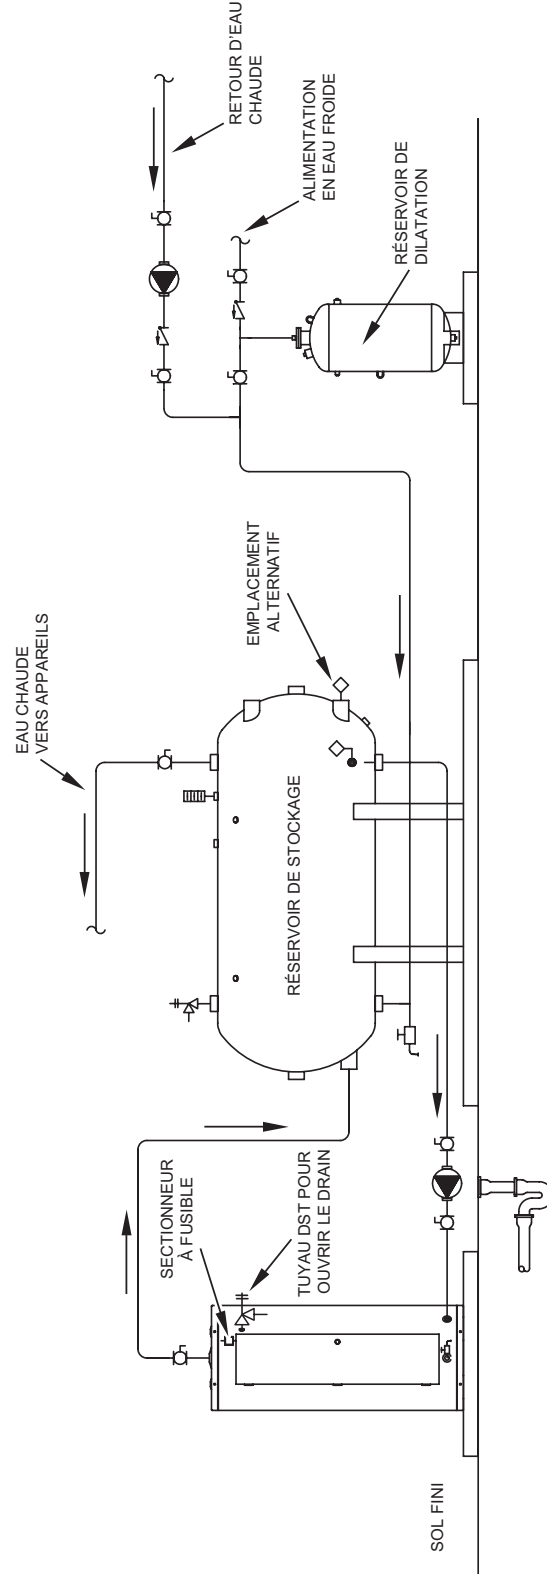 EAU CHAUDE
VERS APPAREILS
SECTIONNEUR
À FUSIBLE
TUYAU DST POUR
OUVRIR LE DRAIN
RÉSERVOIR DE STOCKAGE
EMPLACEMENT
ALTERNATIF
RETOUR D'EAU
CHAUDE
ALIMENTATION
EN EAU FROIDE
RÉSERVOIR DE
DILATATION
SOL FINI